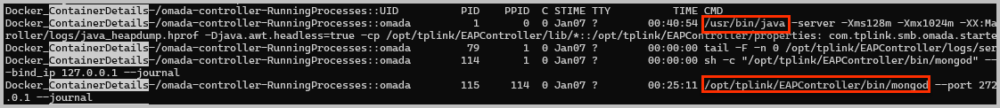 Docker_ContainerDetails-/omada-controller-RunningProcesses::UID PID PPID C STIME TTY TIME CMD
Docker_ContainerDetails-/omada-controller-RunningProcesses::omada 1 0 0 Jan07 ? 00:40:54 /usr/bin/java -server -Xms128m -Xmx1024m -XX:Ma
roller/logs/java_heapdump.hprof -Djava.awt.headless=true -cp /opt/tplink/EAPController/lib/*::/opt/tplink/EAPController/properties: com.tplink.smb.omada.starte
Docker_ContainerDetails-/omada-controller-RunningProcesses::omada 79 1 0 Jan07 ? 00:00:00 tail -F -n 0 /opt/tplink/EAPController/logs/ser
Docker_ContainerDetails-/omada-controller-RunningProcesses::omada 114 1 0 Jan07 ? 00:00:00 sh -c "/opt/tplink/EAPController/bin/mongod" --
-bind_ip 127.0.0.1 --journal
Docker_ContainerDetails-/omada-controller-RunningProcesses::omada 115 114 0 Jan07 ? 00:25:11 /opt/tplink/EAPController/bin/mongod --port 272
.0.1 --journal